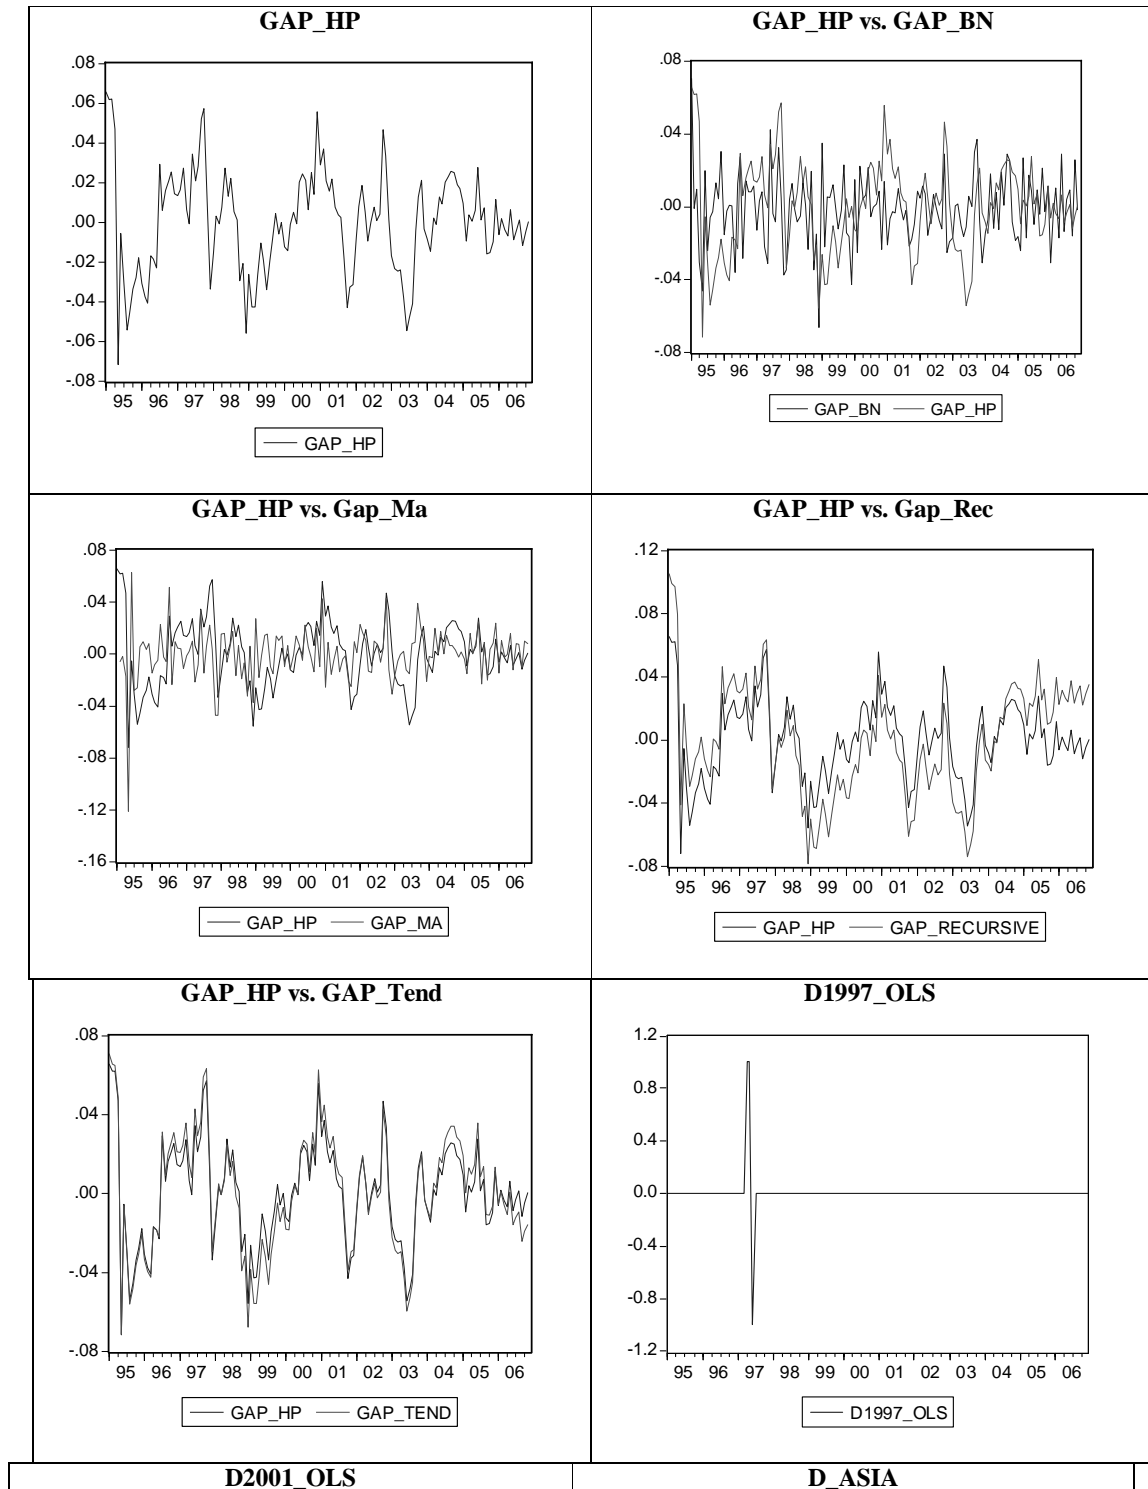 GAP_HP
.08
.06
.04
.02
.00
-.02
-.04
-.06
-.08
95 96 97 98 99 00 01 02 03 04 05 06
GAP_HP
GAP_HP vs. GAP_BN
.08
.04
.00
-.04
-.08
95 96 97 98 99 00 01 02 03 04 05 06
GAP_BN GAP_HP
GAP_HP vs. Gap_Ma
.08
.04
.00
-.04
-.08
-.12
-.16
95 96 97 98 99 00 01 02 03 04 05 06
GAP_HP GAP_MA
GAP_HP vs. Gap_Rec
.12
.08
.04
.00
-.04
-.08
95 96 97 98 99 00 01 02 03 04 05 06
GAP_HP GAP_RECURSIVE
GAP_HP vs. GAP_Tend
.08
.04
.00
-.04
-.08
95 96 97 98 99 00 01 02 03 04 05 06
GAP_HP GAP_TEND
D1997_OLS
1.2
0.8
0.4
0.0
-0.4
-0.8
-1.2
95 96 97 98 99 00 01 02 03 04 05 06
D1997_OLS
D2001_OLS
D_ASIA